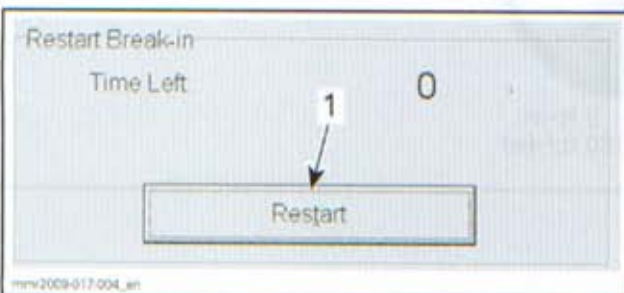 Restart Break-in
Time Left 0
1
Restart
mmr2009-017-004_en